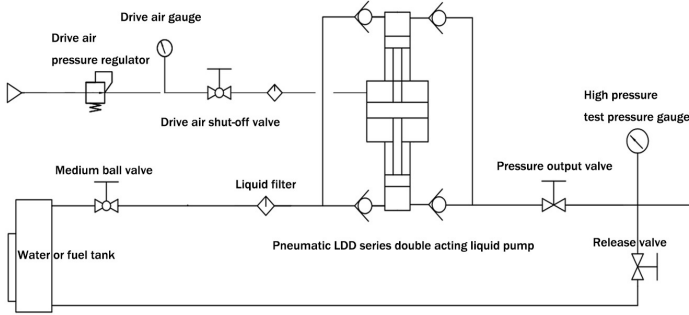 Drive air gauge
Drive air
pressure regulator
Drive air shut-off valve
High pressure
test pressure gauge
Medium ball valve
Liquid filter
Pressure output valve
Pneumatic LDD series double acting liquid pump
Release valve
Water or fuel tank